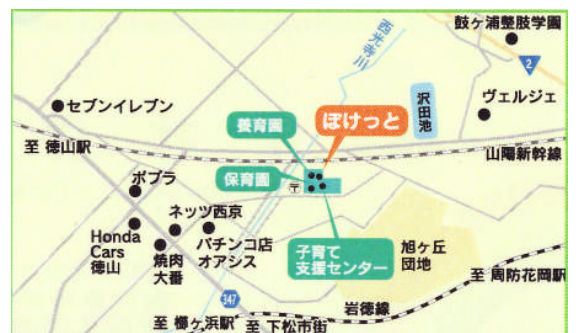 鼓ヶ浦整肢学園
2
西光寺川
沢田池
ヴェルジェ
セブンイレブン
養育園
ぽけっと
至 徳山駅
山陽新幹線
保育園
〒
ポプラ
ネッツ西京
Honda
Cars
徳山
焼肉
大番
パチンコ店
オアシス
子育て
支援センター
旭ヶ丘
団地
至 周防花岡駅
347
岩徳線
至 櫛ヶ浜駅
至 下松市街